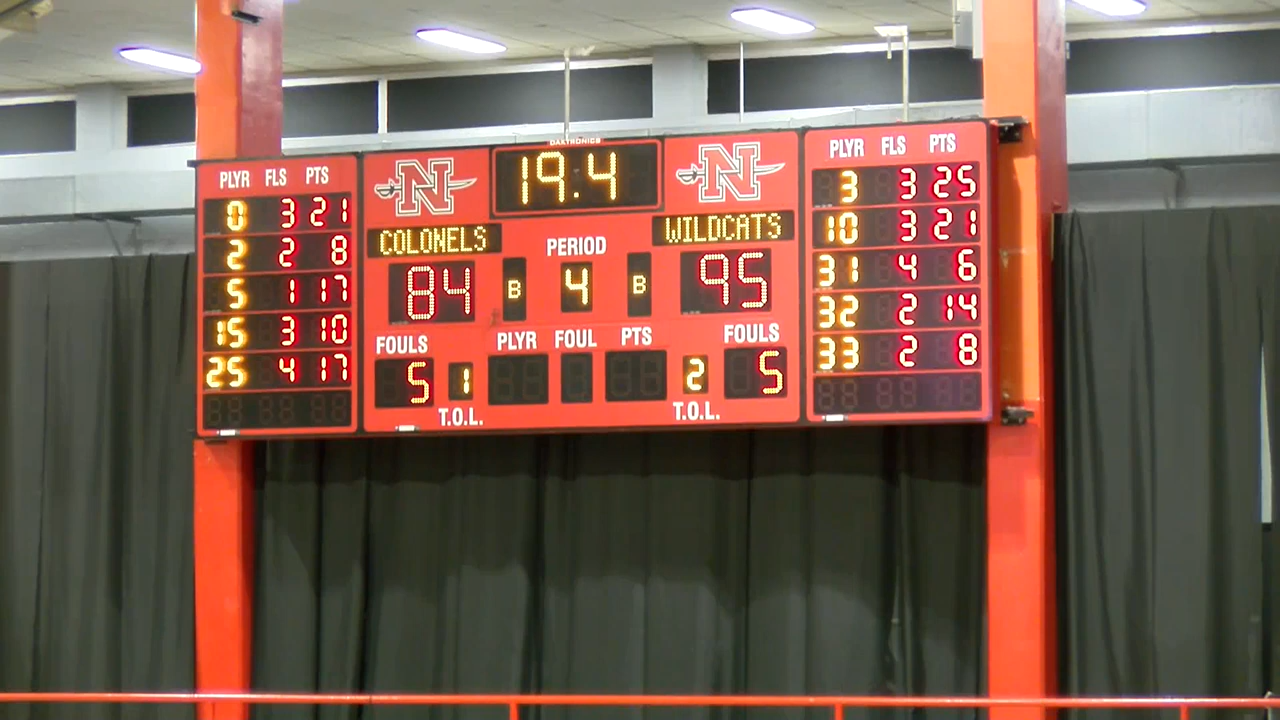 DAKTRONICS
PLYR FLS PTS
0 3 21
2 2 8
5 1 17
15 3 10
25 4 17
N
19.4
N
COLONELS
WILDCATS
PERIOD
84 B 4 B 95
FOULS PLYR FOUL PTS FOULS
5 1 2 5
T.O.L. T.O.L.
PLYR FLS PTS
3 3 25
10 3 21
31 4 6
32 2 14
33 2 8